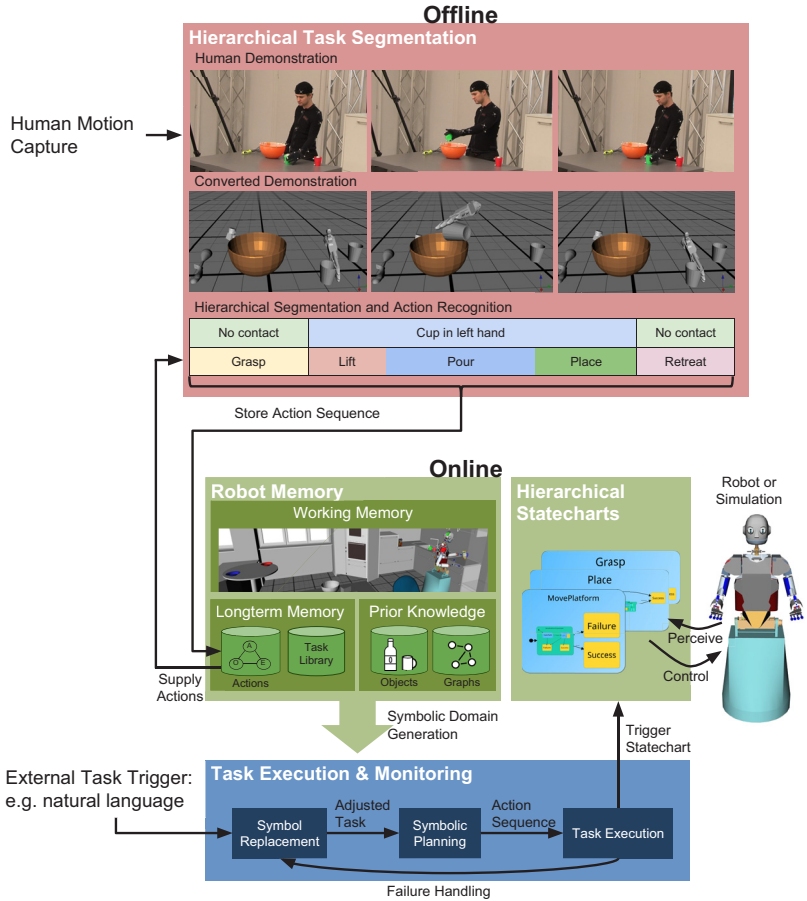 Offline
Hierarchical Task Segmentation
Human Demonstration
Human Motion
Capture
Converted Demonstration
Hierarchical Segmentation and Action Recognition
No contact
Cup in left hand
No contact
Grasp
Lift
Pour
Place
Retreat
Store Action Sequence
Online
Robot Memory
Working Memory
Hierarchical
Statecharts
Robot or
Simulation
Grasp
Place
MovePlatform
Failure
Success
Perceive
Control
Longterm Memory
Prior Knowledge
A
O
E
Actions
Task
Library
Objects
Graphs
Supply
Actions
Symbolic Domain
Generation
Trigger
Statechart
External Task Trigger:
e.g. natural language
Task Execution & Monitoring
Symbol
Replacement
Adjusted
Task
Symbolic
Planning
Action
Sequence
Task Execution
Failure Handling